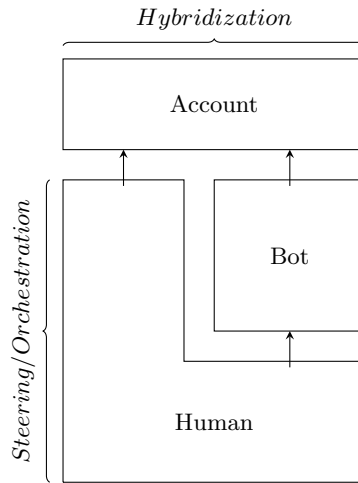 Hybridization
Account
Steering/Orchestration
Bot
Human